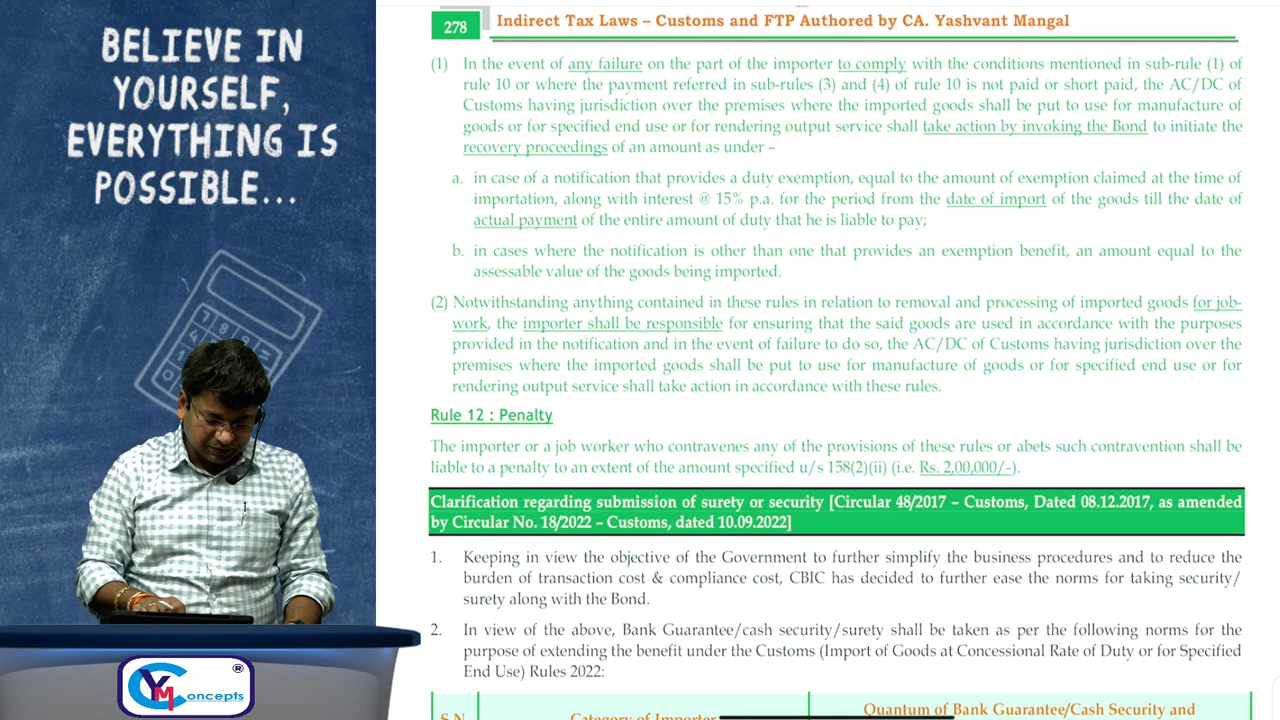 BELIEVE IN
YOURSELF,
EVERYTHING IS
POSSIBLE...
278
Indirect Tax Laws – Customs and FTP Authored by CA. Yashvant Mangal
(1) In the event of any failure on the part of the importer to comply with the conditions mentioned in sub-rule (1) of
rule 10 or where the payment referred in sub-rules (3) and (4) of rule 10 is not paid or short paid, the AC/DC of
Customs having jurisdiction over the premises where the imported goods shall be put to use for manufacture of
goods or for specified end use or for rendering output service shall take action by invoking the Bond to initiate the
recovery proceedings of an amount as under –
a. in case of a notification that provides a duty exemption, equal to the amount of exemption claimed at the time of
importation, along with interest @ 15% p.a. for the period from the date of import of the goods till the date of
actual payment of the entire amount of duty that he is liable to pay;
b. in cases where the notification is other than one that provides an exemption benefit, an amount equal to the
assessable value of the goods being imported.
(2) Notwithstanding anything contained in these rules in relation to removal and processing of imported goods for job-
work, the importer shall be responsible for ensuring that the said goods are used in accordance with the purposes
provided in the notification and in the event of failure to do so, the AC/DC of Customs having jurisdiction over the
premises where the imported goods shall be put to use for manufacture of goods or for specified end use or for
rendering output service shall take action in accordance with these rules.
Rule 12 : Penalty
The importer or a job worker who contravenes any of the provisions of these rules or abets such contravention shall be
liable to a penalty to an extent of the amount specified u/s 158(2)(ii) (i.e. Rs. 2,00,000/-).
Clarification regarding submission of surety or security [Circular 48/2017 – Customs, Dated 08.12.2017, as amended
by Circular No. 18/2022 – Customs, dated 10.09.2022]
1. Keeping in view the objective of the Government to further simplify the business procedures and to reduce the
burden of transaction cost & compliance cost, CBIC has decided to further ease the norms for taking security/
surety along with the Bond.
2. In view of the above, Bank Guarantee/cash security/surety shall be taken as per the following norms for the
purpose of extending the benefit under the Customs (Import of Goods at Concessional Rate of Duty or for Specified
End Use) Rules 2022:
S.N Category of Importer Quantum of Bank Guarantee/Cash Security and
YM Concepts ®